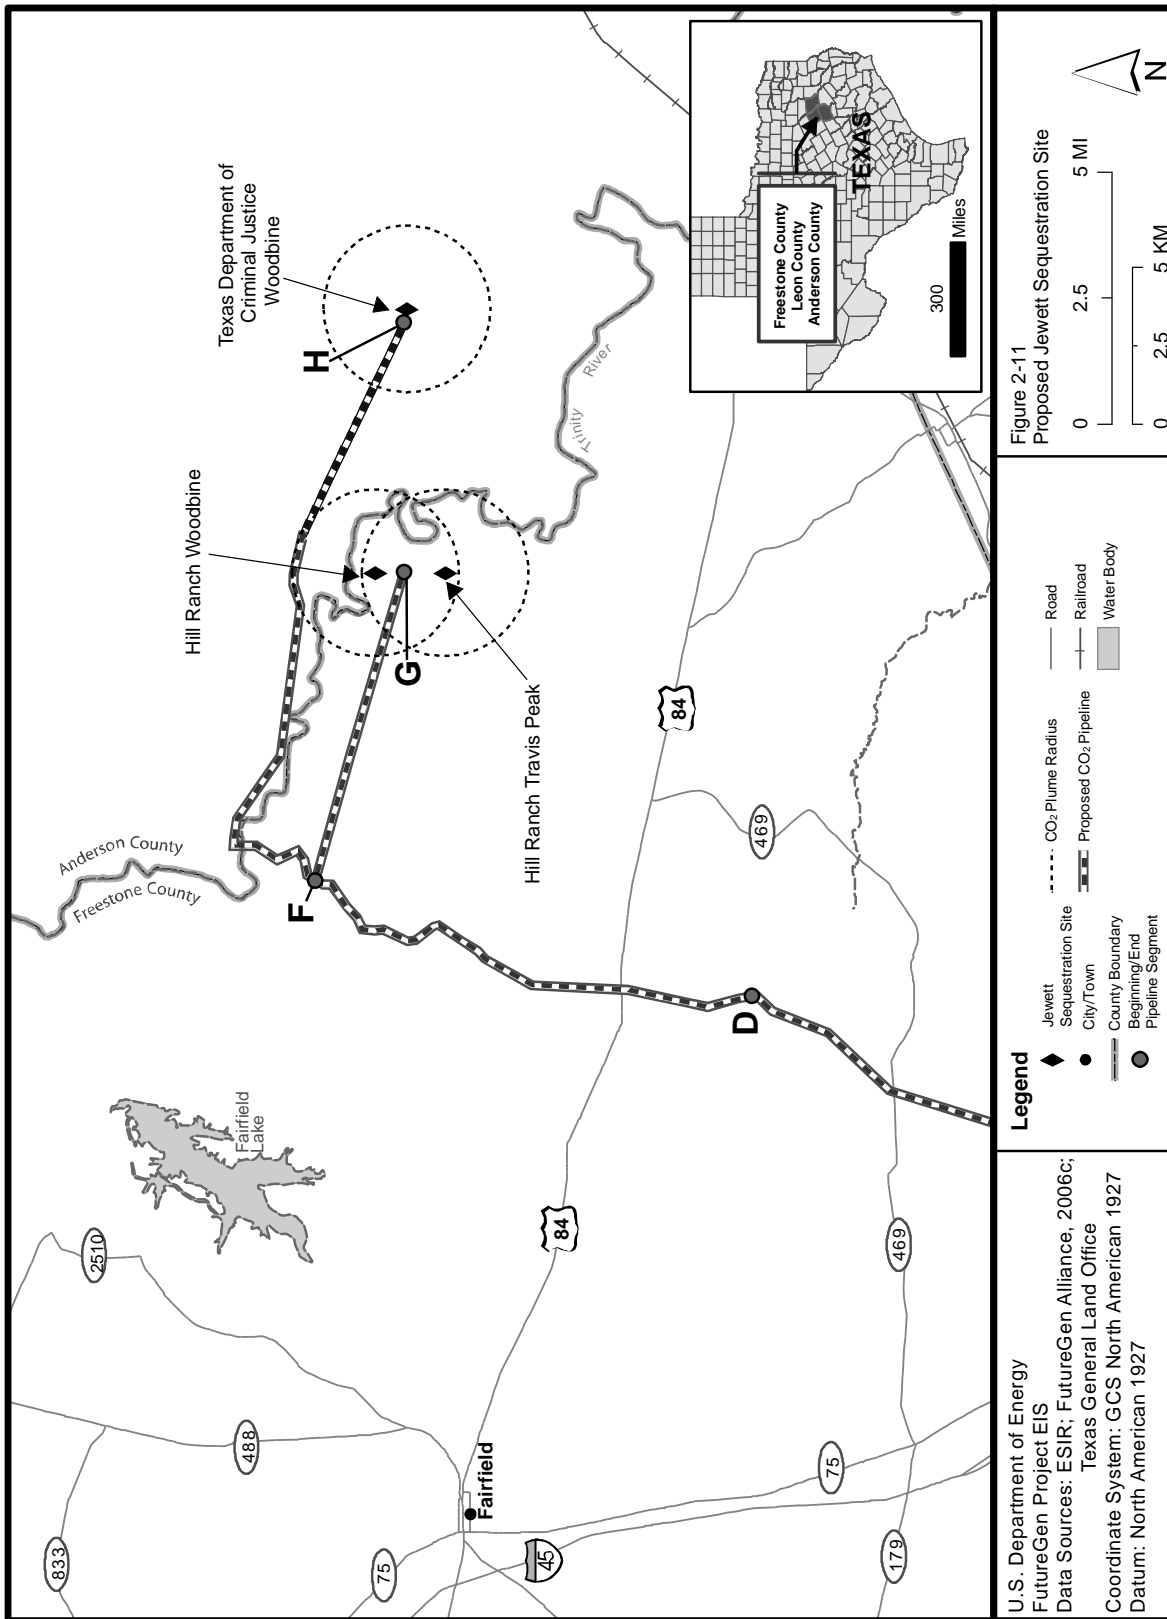 833
75
488
2510
Fairfield
45
Fairfield
Lake
84
75
179
469
Anderson County
Freestone County
F
D
469
84
Hill Ranch Woodbine
G
Hill Ranch Travis Peak
Texas Department of
Criminal Justice
Woodbine
H
Trinity
River
Freestone County
Leon County
Anderson County
TEXAS
300
Miles
U.S. Department of Energy
FutureGen Project EIS
Data Sources: ESIR; FutureGen Alliance, 2006c;
Texas General Land Office
Coordinate System: GCS North American 1927
Datum: North American 1927
Legend
Jewett
Sequestration Site
City/Town
County Boundary
Beginning/End
Pipeline Segment
CO₂ Plume Radius
Proposed CO₂ Pipeline
Road
Railroad
Water Body
Figure 2-11
Proposed Jewett Sequestration Site
0 2.5 5 MI
0 2.5 5 KM
N